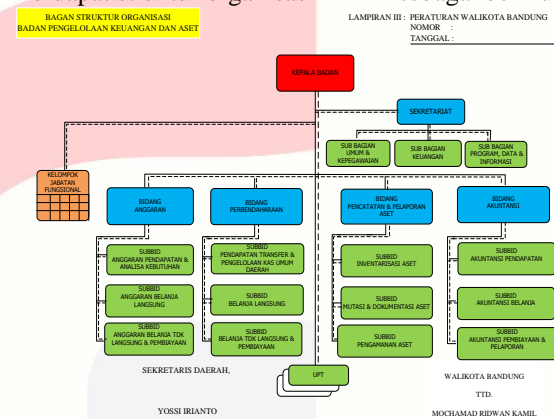 BAGAN STRUKTUR ORGANISASI
BADAN PENGELOLAAN KEUANGAN DAN ASET
LAMPIRAN III : PERATURAN WALIKOTA BANDUNG
NOMOR :
TANGGAL :
KEPALA BADAN
SEKRETARIAT
SUB BAGIAN
UMUM &
KEPEGAWAIAN
SUB BAGIAN
KEUANGAN
SUB BAGIAN
PROGRAM, DATA &
INFORMASI
KELOMPOK
JABATAN
FUNGSIONAL
BIDANG
ANGGARAN
BIDANG
PERBENDAHARAAN
BIDANG
PENCATATAN & PELAPORAN
ASET
BIDANG
AKUNTANSI
SUBBID
ANGGARAN PENDAPATAN &
ANALISA KEBUTUHAN
SUBBID
ANGGARAN BELANJA
LANGSUNG
SUBBID
ANGGARAN BELANJA TDK
LANGSUNG & PEMBIAYAAN
SUBBID
PENDAPATAN TRANSFER &
PENGELOLAAN KAS UMUM
DAERAH
SUBBID
BELANJA LANGSUNG
SUBBID
BELANJA TDK LANGSUNG &
PEMBIAYAAN
SUBBID
INVENTARISASI ASET
SUBBID
MUTASI & DOKUMENTASI ASET
SUBBID
PENGAMANAN ASET
SUBBID
AKUNTANSI PENDAPATAN
SUBBID
AKUNTANSI BELANJA
SUBBID
AKUNTANSI PEMBIAYAAN &
PELAPORAN
UPT
SEKRETARIS DAERAH,
YOSSI IRIANTO
WALIKOTA BANDUNG
TTD.
MOCHAMAD RIDWAN KAMIL